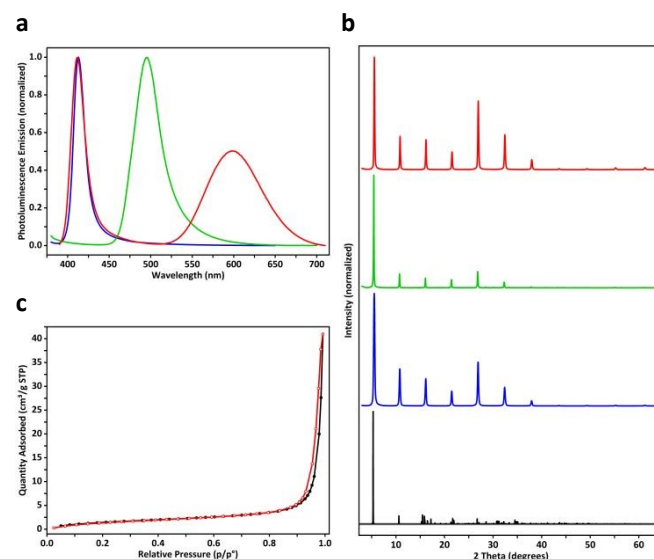 a
Photoluminescence Emission (normalized)
1.0
0.8
0.6
0.4
0.2
0.0
400 450 500 550 600 650 700
Wavelength (nm)
b
Intensity (normalized)
10 20 30 40 50 60
2 Theta (degrees)
c
Quantity Adsorbed (cm³/g STP)
40
35
30
25
20
15
10
5
0
0.0 0.2 0.4 0.6 0.8 1.0
Relative Pressure (p/p°)